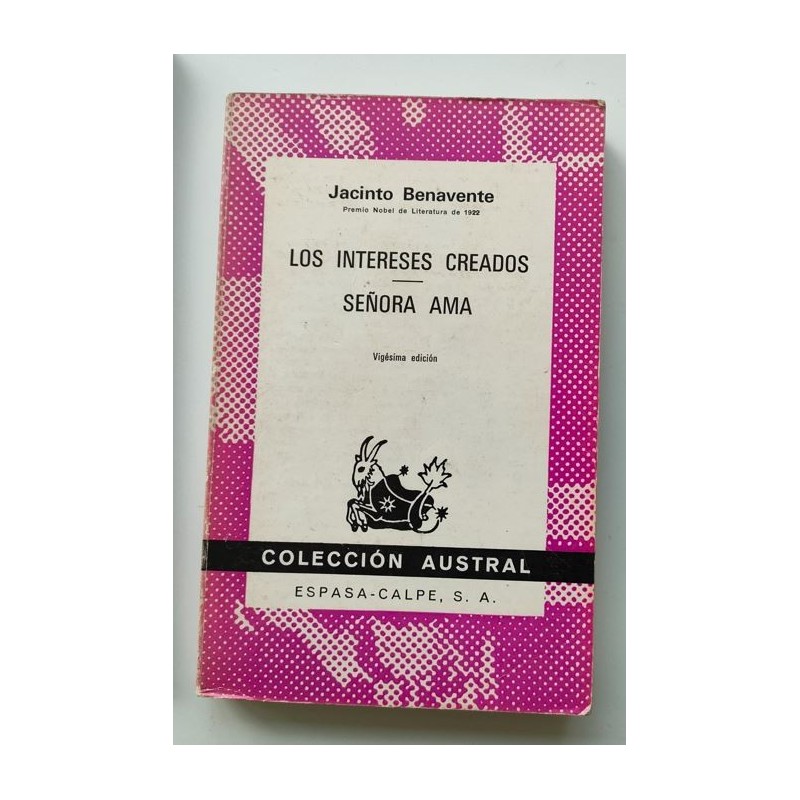 Jacinto Benavente
Premio Nobel de Literatura de 1922
LOS INTERESES CREADOS
SEÑORA AMA
Vigésima edición
COLECCIÓN AUSTRAL
ESPASA-CALPE, S. A.